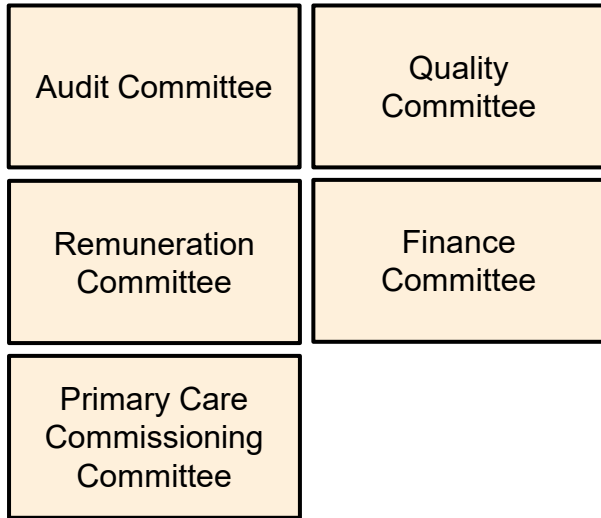 Audit Committee
Quality
Committee
Remuneration
Committee
Finance
Committee
Primary Care
Commissioning
Committee